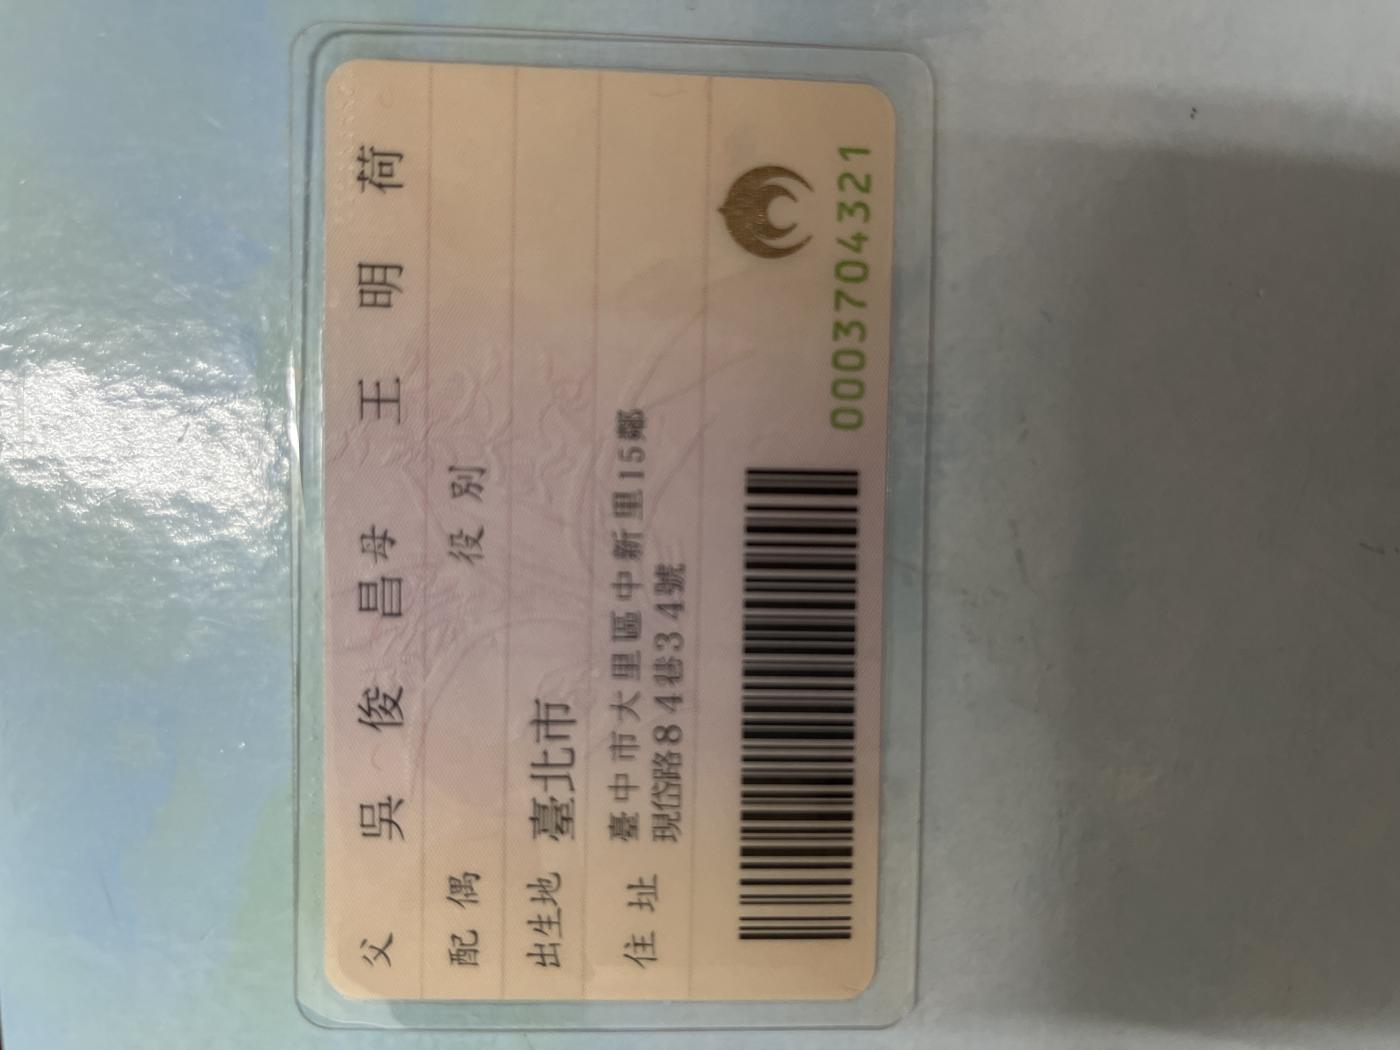 父 吳俊昌 母 王明荷
配偶 役別
出生地 臺北市
住址 臺中市大里區中新里15鄰
現岱路84巷34號
0003704321